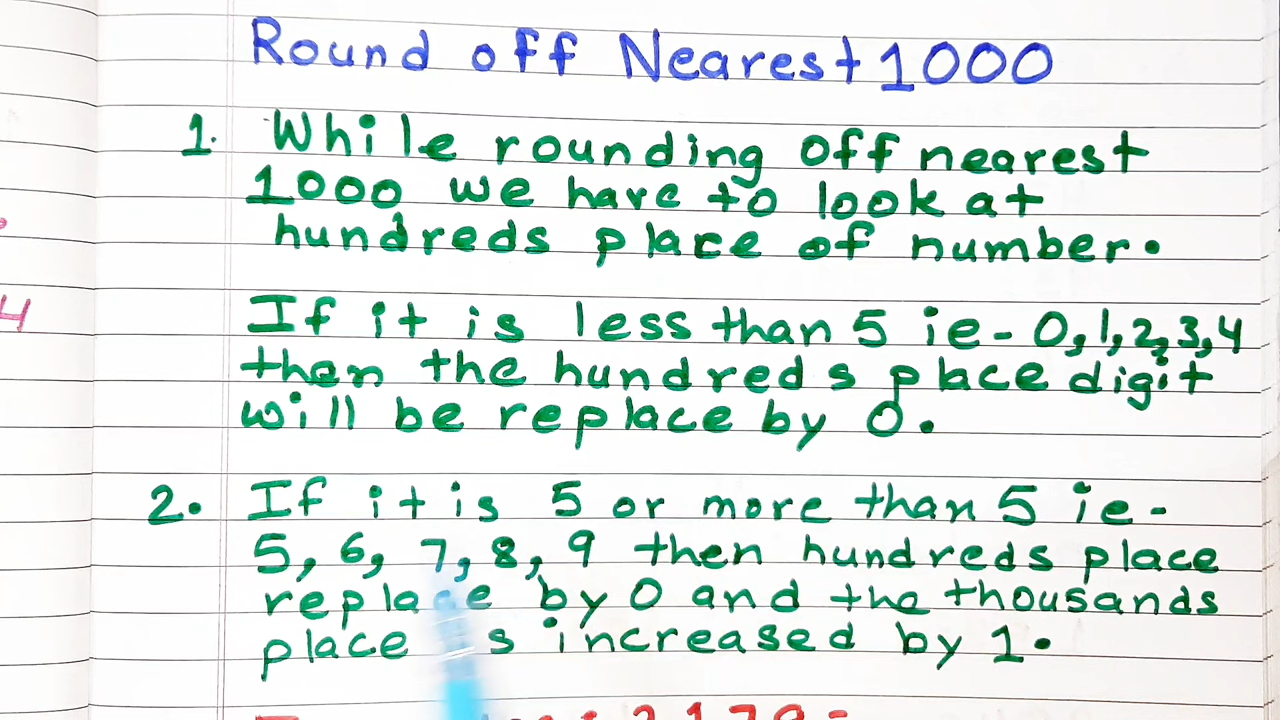 Round off Nearest 1000
1. While rounding off nearest
1000 we have to look at
hundreds place of number.
4
If it is less than 5 ie- 0,1,2,3,4
then the hundreds place digit
will be replace by 0.
2. If it is 5 or more than 5 ie-
5, 6, 7, 8, 9 then hundreds place
replace by 0 and the thousands
place s increased by 1.